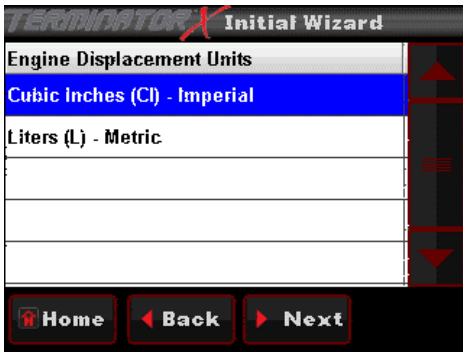 TERMINATOR X Initial Wizard
Engine Displacement Units
Cubic Inches (CI) - Imperial
Liters (L) - Metric
Home Back Next